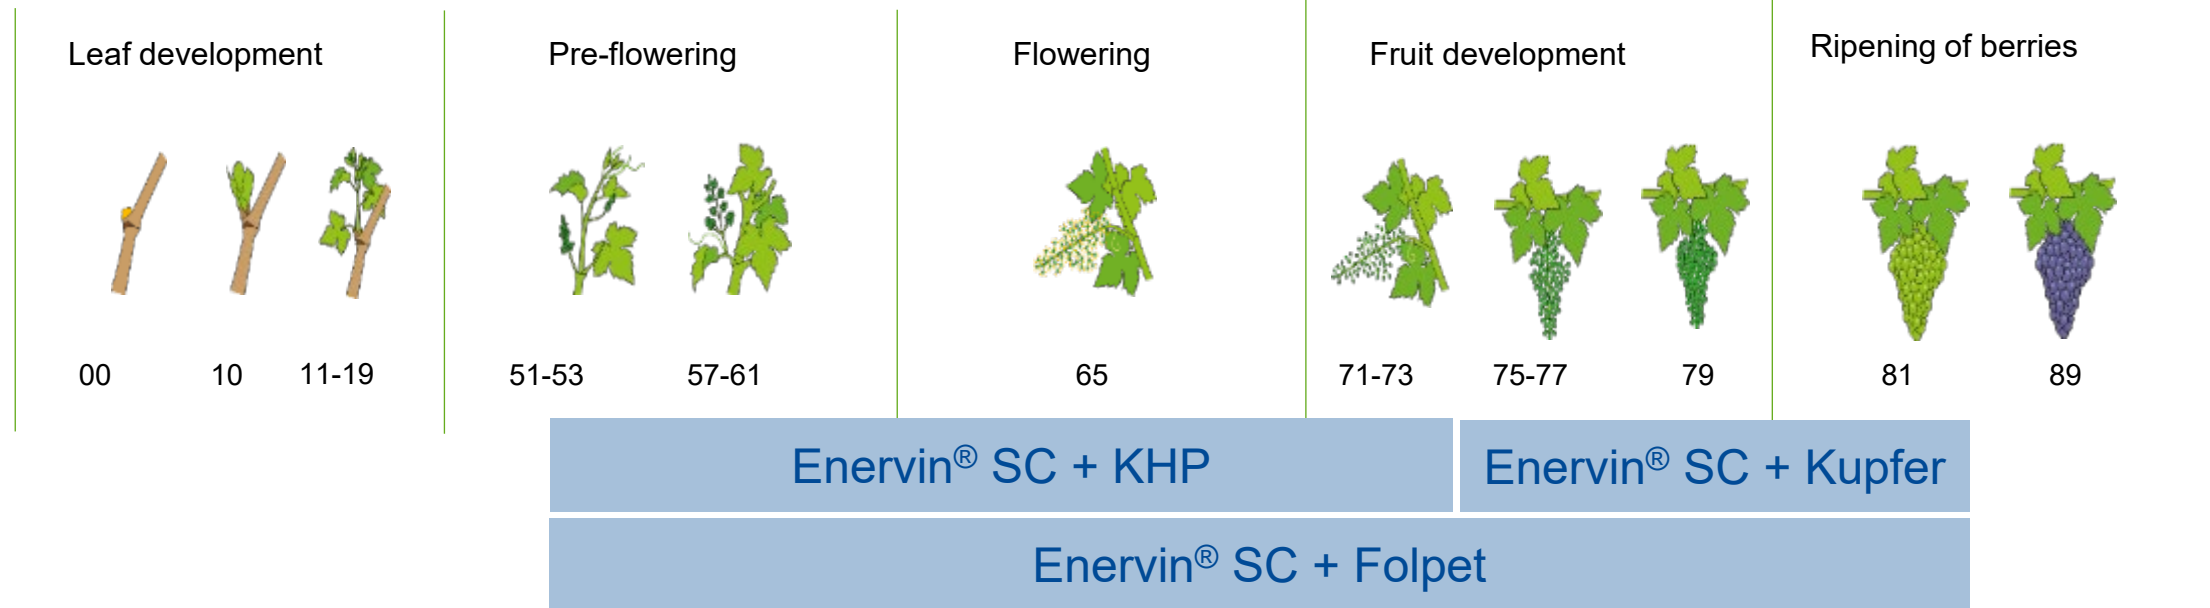 Leaf development
Pre-flowering
Flowering
Fruit development
Ripening of berries
00
10
11-19
51-53
57-61
65
71-73
75-77
79
81
89
Enervin® SC + KHP
Enervin® SC + Kupfer
Enervin® SC + Folpet